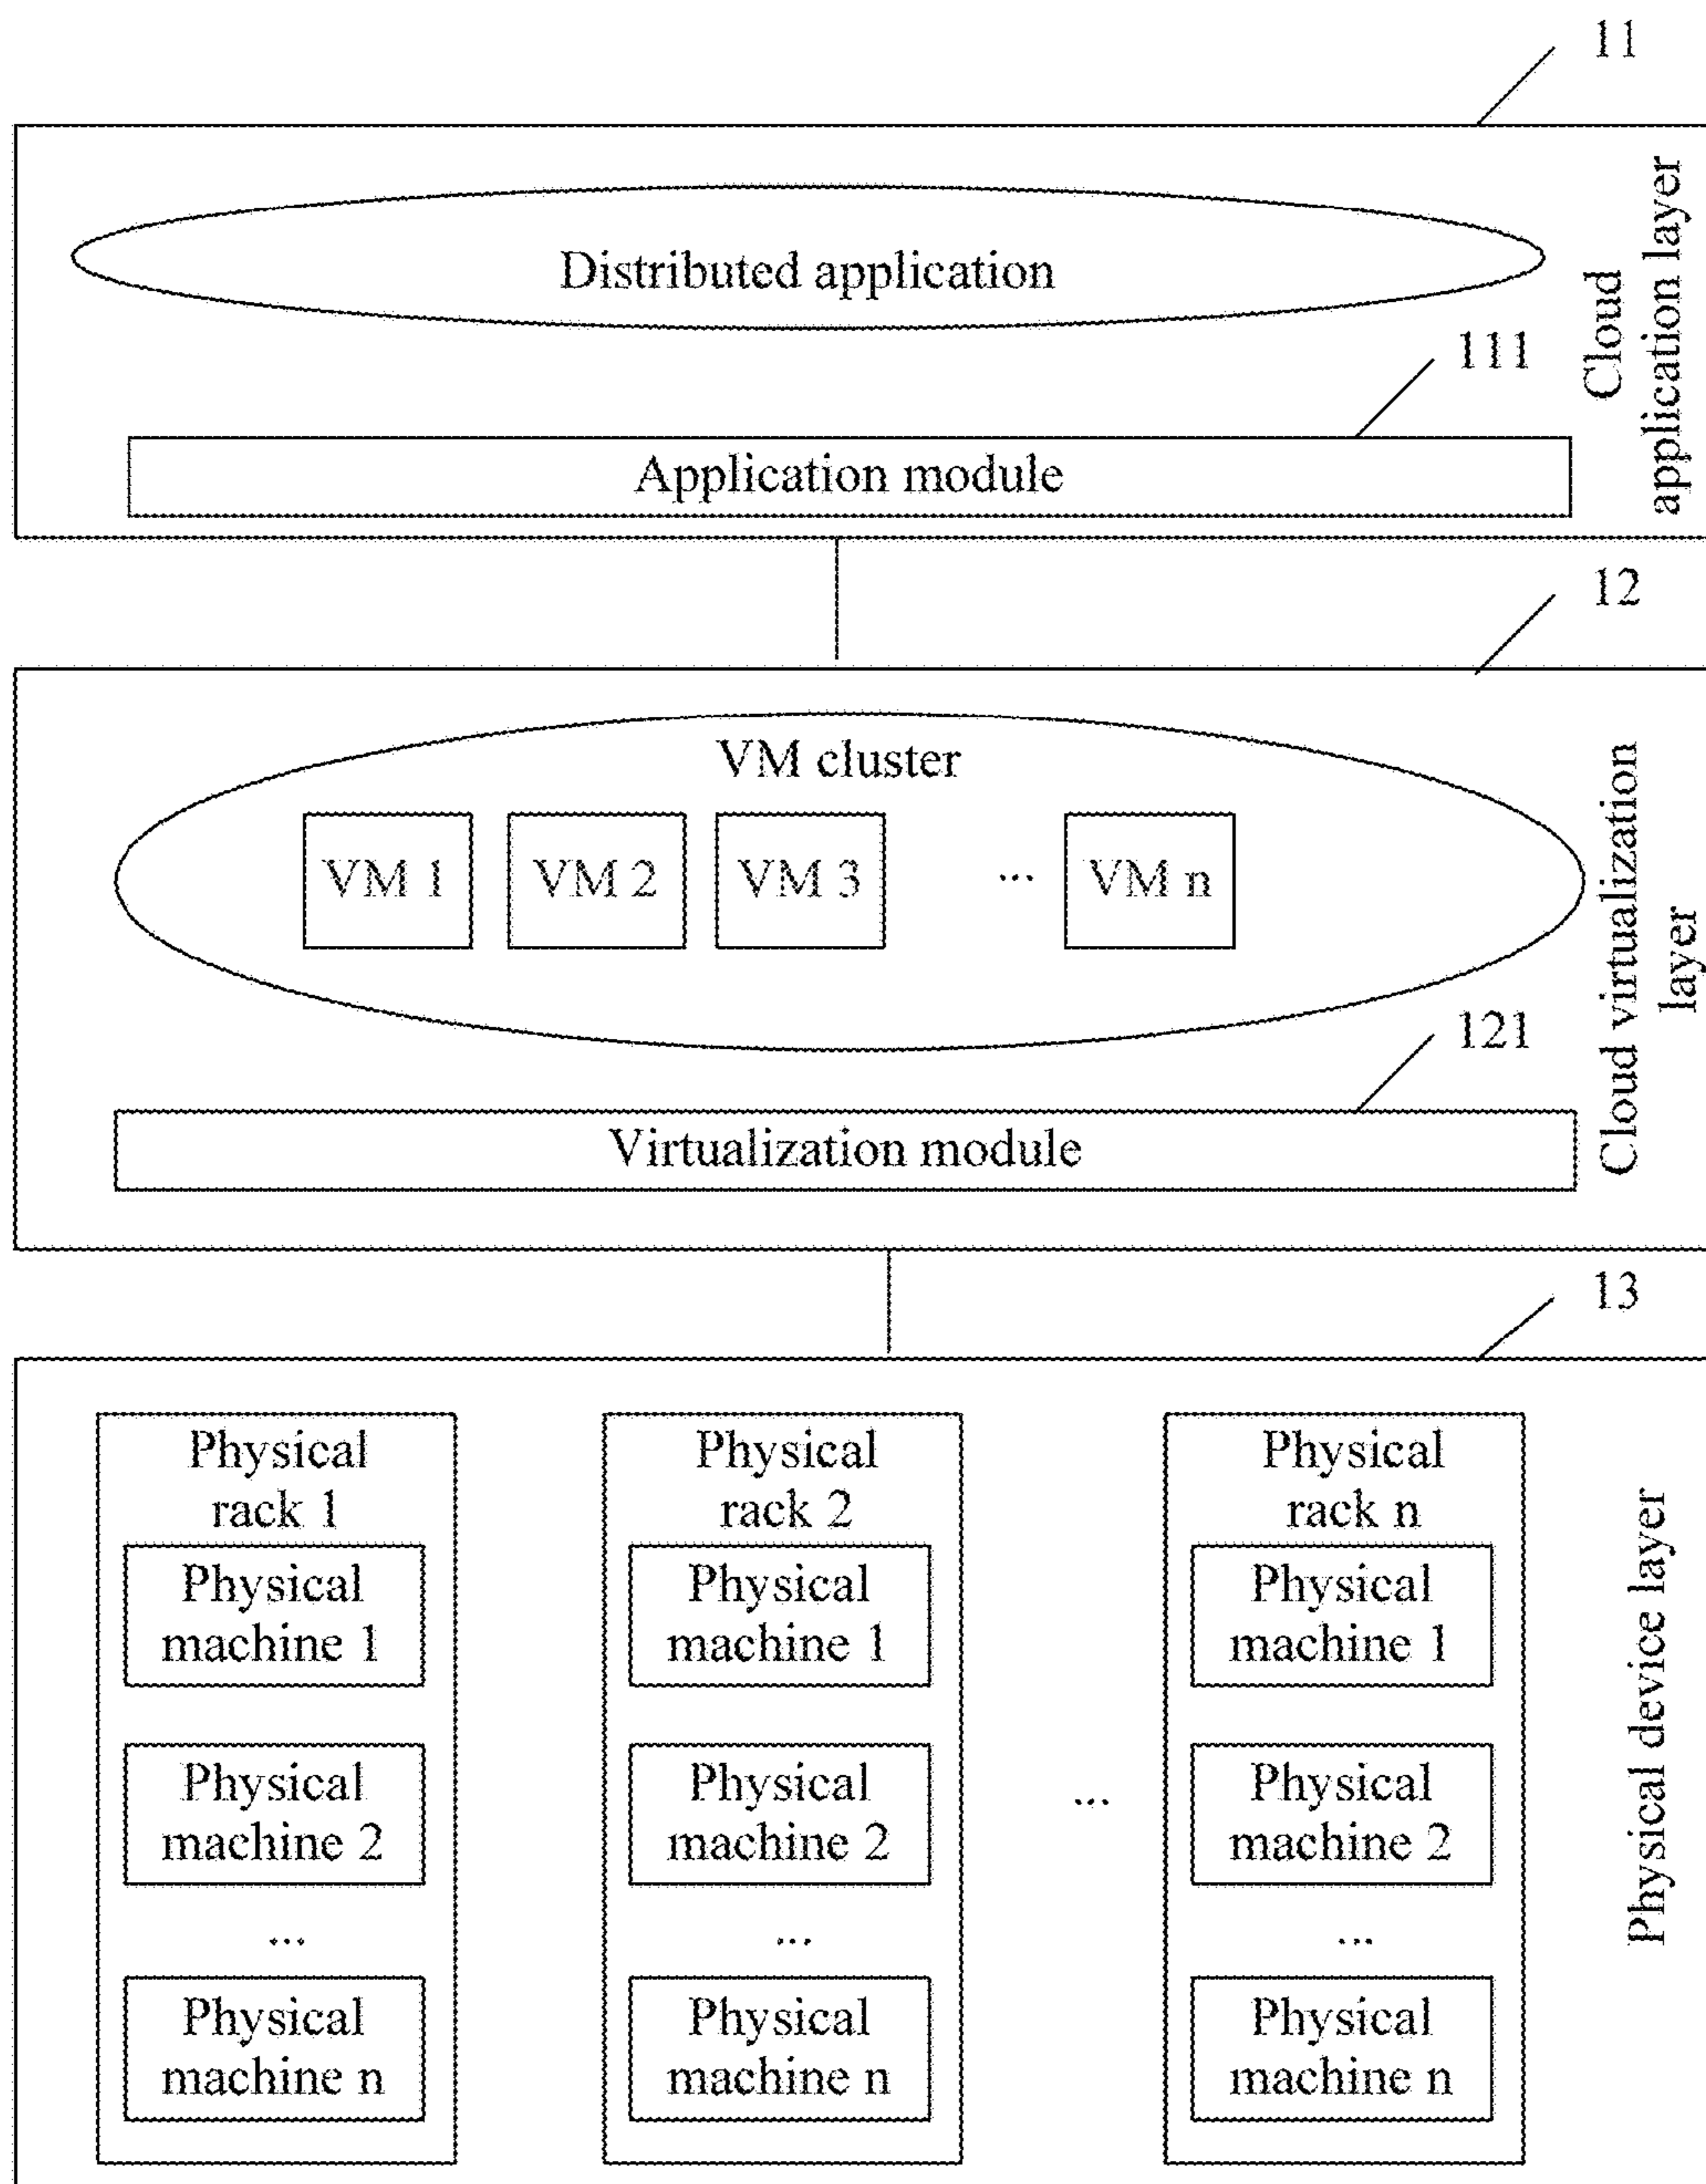 11
Distributed application
Cloud
application layer
111
Application module
12
VM cluster
VM 1
VM 2
VM 3
...
VM n
Cloud virtualization
layer
121
Virtualization module
13
Physical
rack 1
Physical
machine 1
Physical
machine 2
...
Physical
machine n
Physical
rack 2
Physical
machine 1
Physical
machine 2
...
Physical
machine n
...
Physical
rack n
Physical
machine 1
Physical
machine 2
...
Physical
machine n
Physical device layer